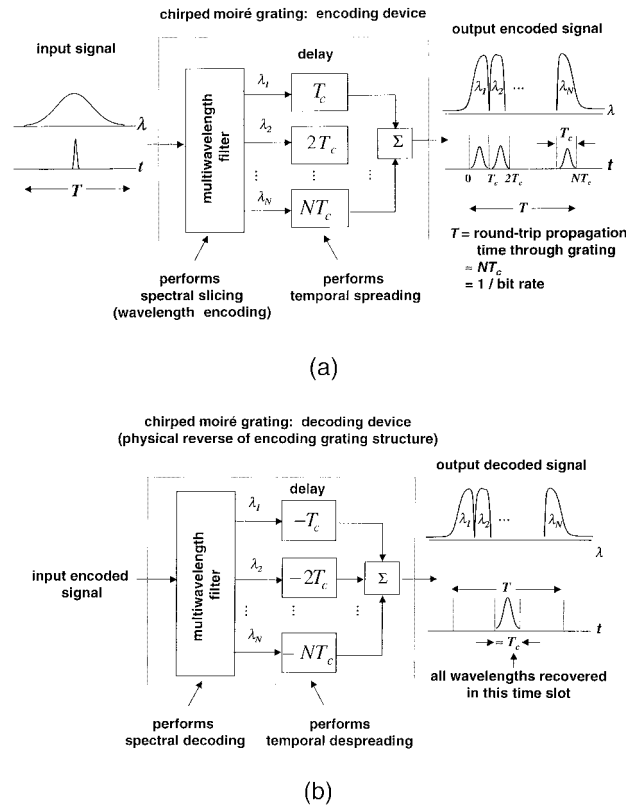 chirped moiré grating: encoding device
input signal
λ
t
T
multiwavelength filter
delay
λ1
Tc
λ2
2Tc
... ...
λN
NTc
Σ
performs
spectral slicing
(wavelength encoding)
performs
temporal spreading
output encoded signal
λ1 λ2 ... λN
λ
Tc
t
0 Tc 2Tc NTc
T
T = round-trip propagation
time through grating
≈ NTc
= 1 / bit rate
(a)
chirped moiré grating: decoding device
(physical reverse of encoding grating structure)
input encoded
signal
multiwavelength filter
delay
λ1
−Tc
λ2
−2Tc
... ...
λN
− NTc
Σ
performs
spectral decoding
performs
temporal despreading
output decoded signal
λ1 λ2 ... λN
λ
T
t
≈ Tc
all wavelengths recovered
in this time slot
(b)